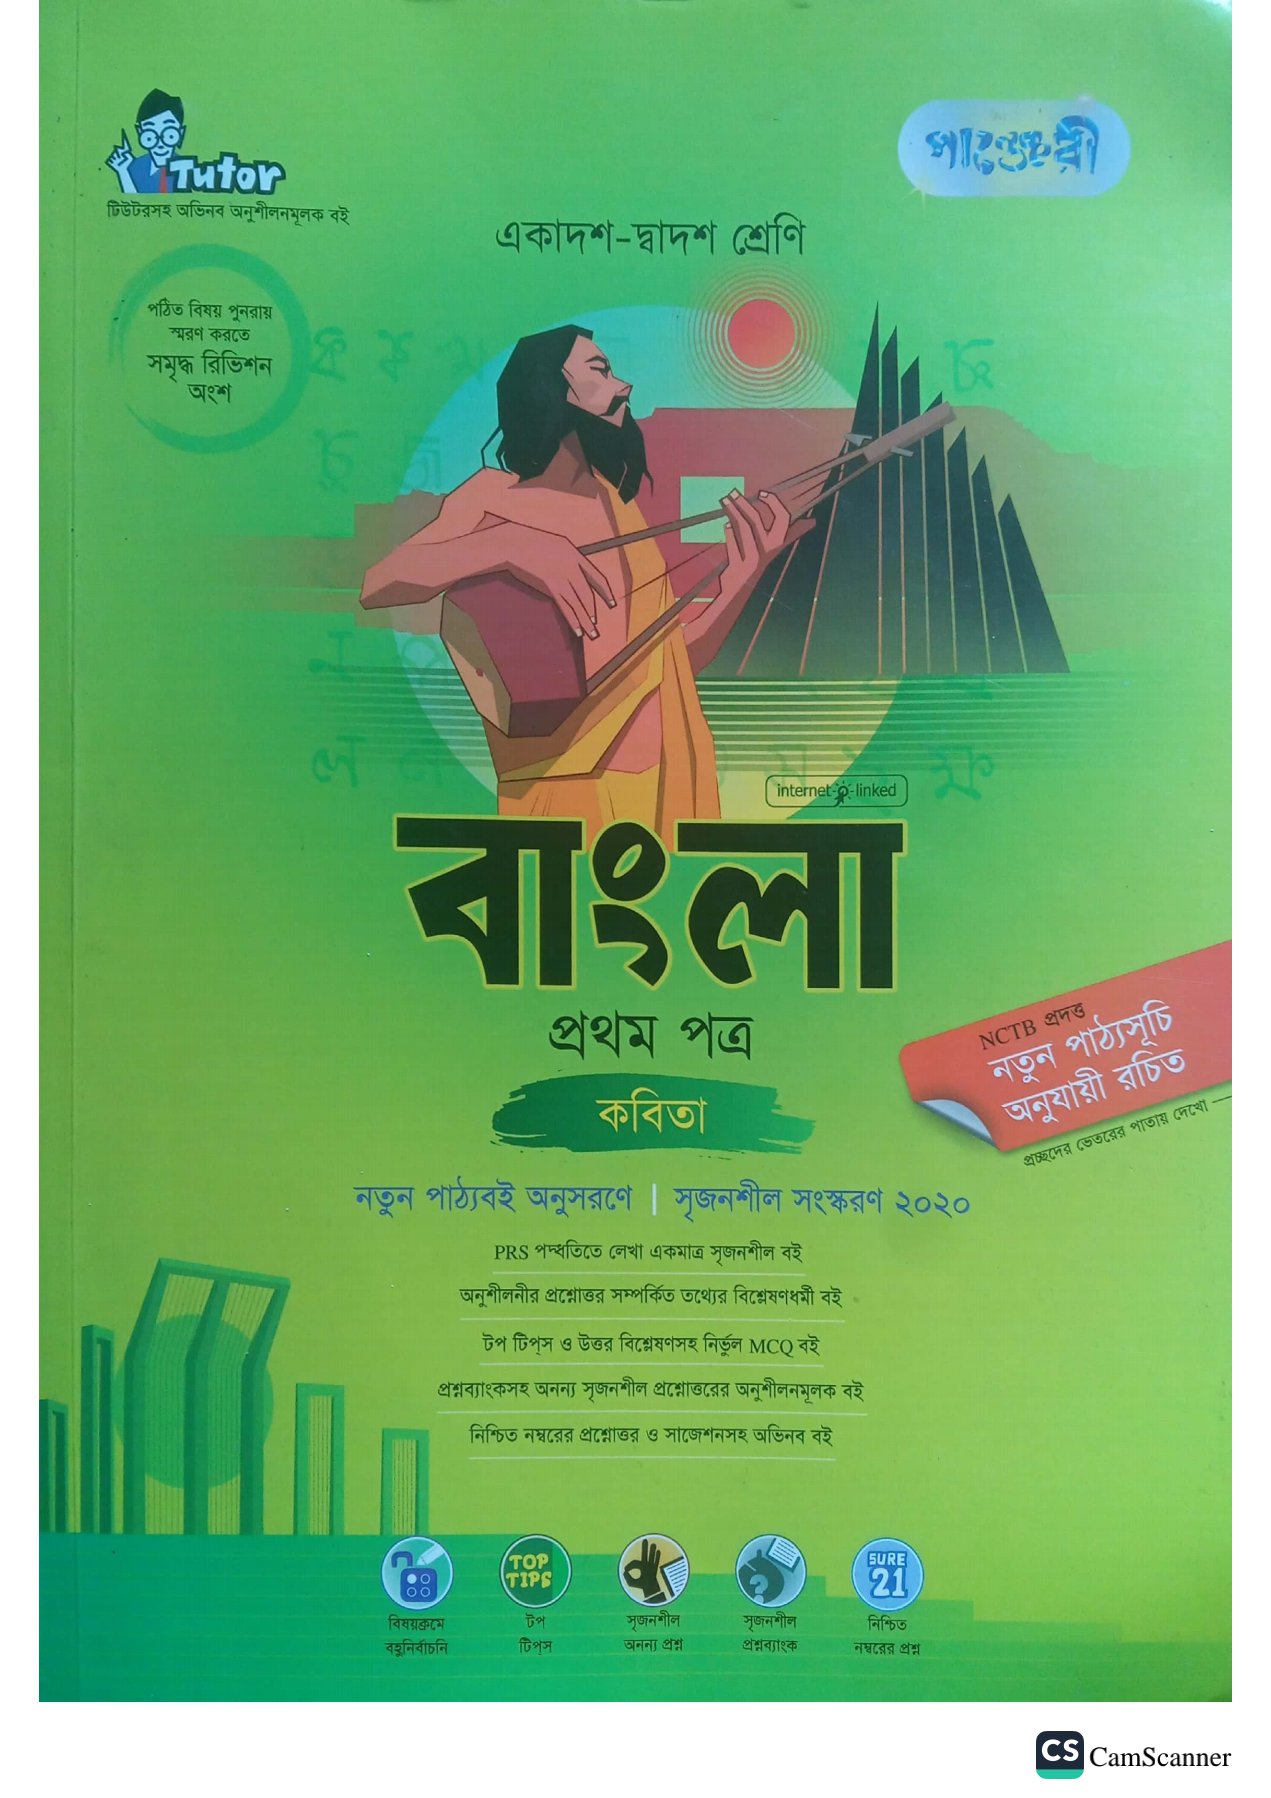 Tutor
টিউটরসহ অভিনব অনুশীলনমূলক বই
পাঞ্জেরী
একাদশ-দ্বাদশ শ্রেণি
পঠিত বিষয় পুনরায়
স্মরণ করতে
সমৃদ্ধ রিভিশন
অংশ
internet-linked
বাংলা
প্রথম পত্র
কবিতা
NCTB প্রদত্ত
নতুন পাঠ্যসূচি
অনুযায়ী রচিত
প্রচ্ছদের ভেতরের পাতায় দেখো
নতুন পাঠ্যবই অনুসরণে | সৃজনশীল সংস্করণ ২০২০
PRS পদ্ধতিতে লেখা একমাত্র সৃজনশীল বই
অনুশীলনীর প্রশ্নোত্তর সম্পর্কিত তথ্যের বিশ্লেষণধর্মী বই
টপ টিপ্‌স ও উত্তর বিশ্লেষণসহ নির্ভুল MCQ বই
প্রশ্নব্যাংকসহ অনন্য সৃজনশীল প্রশ্নোত্তরের অনুশীলনমূলক বই
নিশ্চিত নম্বরের প্রশ্নোত্তর ও সাজেশনসহ অভিনব বই
TOP
TIPS
SURE
21
বিষয়ক্রমে
বহুনির্বাচনি
টপ
টিপ্‌স
সৃজনশীল
অনন্য প্রশ্ন
সৃজনশীল
প্রশ্নব্যাংক
নিশ্চিত
নম্বরের প্রশ্ন
CS CamScanner